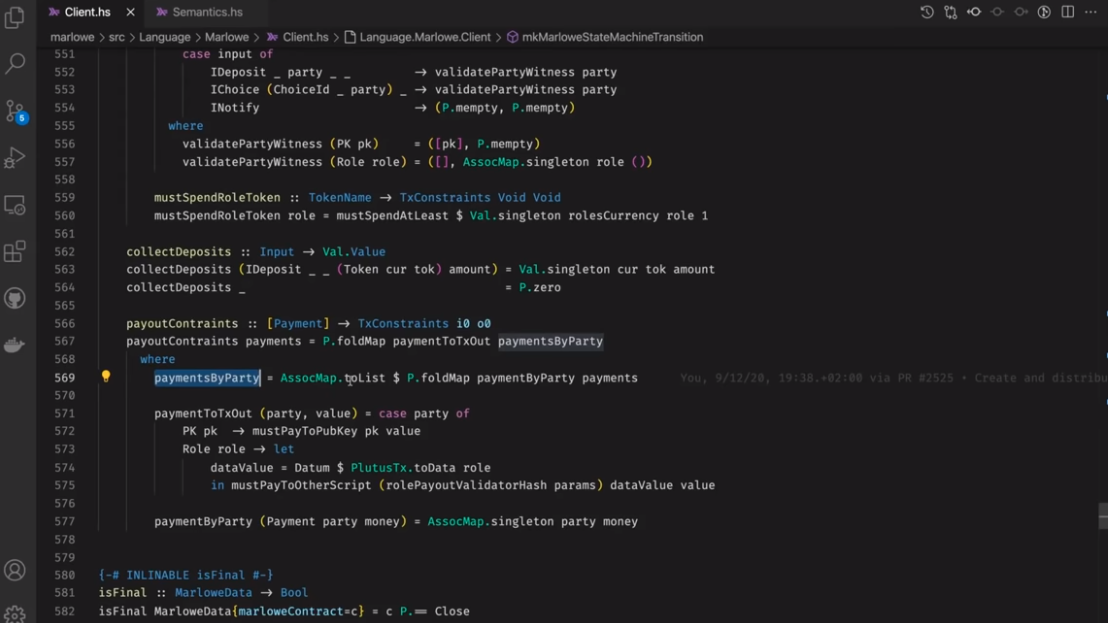 Client.hs × Semantics.hs
marlowe > src > Language > Marlowe > Client.hs > Language.Marlowe.Client > mkMarloweStateMachineTransition
551 case input of
552 IDeposit _ party _ _ → validatePartyWitness party
553 IChoice (ChoiceId _ party) _ → validatePartyWitness party
554 INotify → (P.mempty, P.mempty)
555 where
556 validatePartyWitness (PK pk) = ([pk], P.mempty)
557 validatePartyWitness (Role role) = ([], AssocMap.singleton role ())
558
559 mustSpendRoleToken :: TokenName → TxConstraints Void Void
560 mustSpendRoleToken role = mustSpendAtLeast $ Val.singleton rolesCurrency role 1
561
562 collectDeposits :: Input → Val.Value
563 collectDeposits (IDeposit _ _ (Token cur tok) amount) = Val.singleton cur tok amount
564 collectDeposits _ = P.zero
565
566 payoutContraints :: [Payment] → TxConstraints i0 o0
567 payoutContraints payments = P.foldMap paymentToTxOut paymentsByParty
568 where
569 paymentsByParty = AssocMap.toList $ P.foldMap paymentByParty payments You, 9/12/20, 19:38.+02:00 via PR #2525 • Create and distribu
570
571 paymentToTxOut (party, value) = case party of
572 PK pk → mustPayToPubKey pk value
573 Role role → let
574 dataValue = Datum $ PlutusTx.toData role
575 in mustPayToOtherScript (rolePayoutValidatorHash params) dataValue value
576
577 paymentByParty (Payment party money) = AssocMap.singleton party money
578
579
580 {-# INLINABLE isFinal #-}
581 isFinal :: MarloweData → Bool
582 isFinal MarloweData{marloweContract=c} = c P.== Close
5